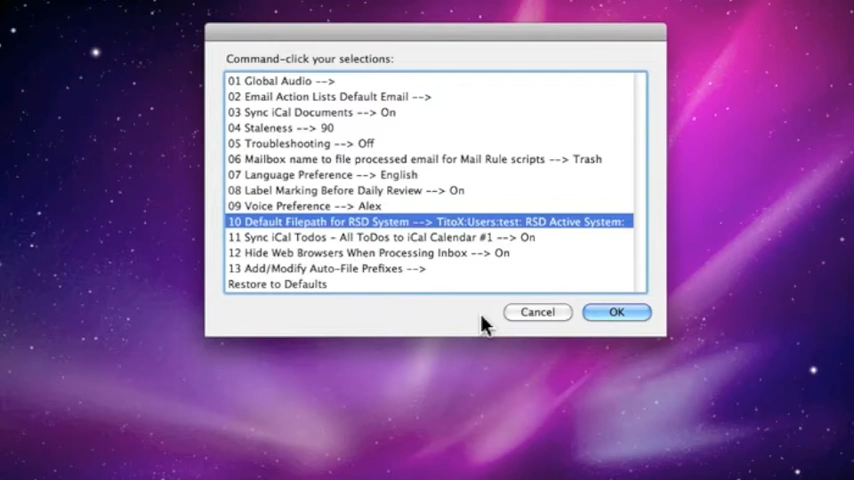 Command-click your selections:
01 Global Audio -->
02 Email Action Lists Default Email -->
03 Sync iCal Documents --> On
04 Staleness --> 90
05 Troubleshooting --> Off
06 Mailbox name to file processed email for Mail Rule scripts --> Trash
07 Language Preference --> English
08 Label Marking Before Daily Review --> On
09 Voice Preference --> Alex
10 Default Filepath for RSD System --> TitoX:Users:test: RSD Active System:
11 Sync iCal Todos - All ToDos to iCal Calendar #1 --> On
12 Hide Web Browsers When Processing Inbox --> On
13 Add/Modify Auto-File Prefixes -->
Restore to Defaults
Cancel OK